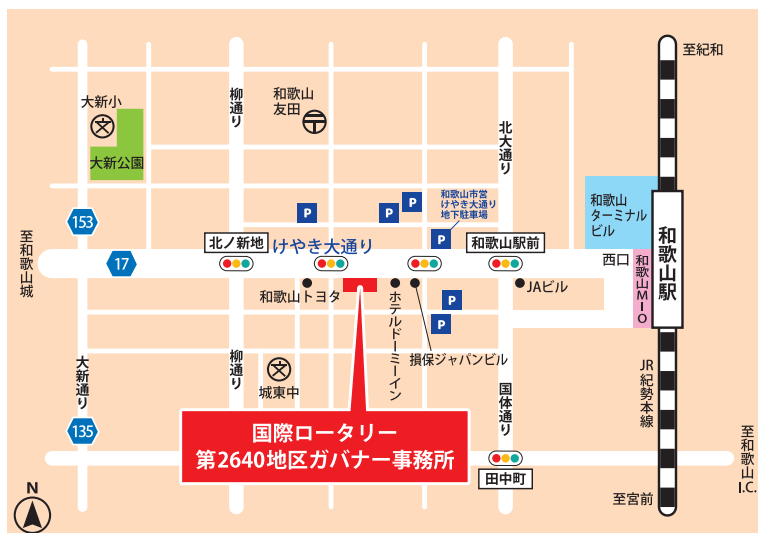 至紀和
大新小
大新公園
柳通り
和歌山
友田
北大通り
和歌山市営
けやき大通り
地下駐車場
P
P
P
P
和歌山
ターミナル
ビル
和歌山駅
153
至和歌山城
17
北ノ新地
けやき大通り
和歌山駅前
西口
和歌山MIO
和歌山トヨタ
ホテルドーミーイン
損保ジャパンビル
JAビル
P
P
大新通り
柳通り
城東中
国体通り
JR紀勢本線
135
国際ロータリー
第2640地区ガバナー事務所
田中町
至和歌山I.C.
至宮前
N